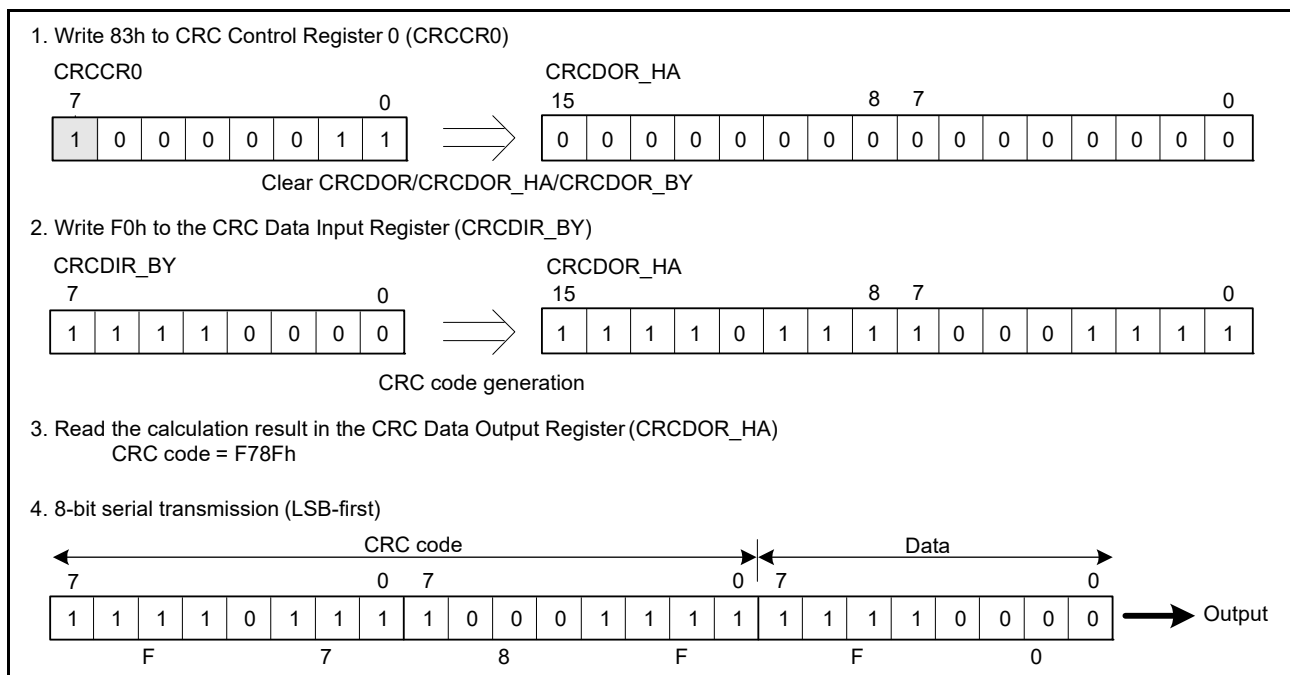 1. Write 83h to CRC Control Register 0 (CRCCR0)
CRCCR0 CRCDOR_HA
7 0 15 8 7 0
1 0 0 0 0 0 1 1 0 0 0 0 0 0 0 0 0 0 0 0 0 0 0 0
Clear CRCDOR/CRCDOR_HA/CRCDOR_BY
2. Write F0h to the CRC Data Input Register (CRCDIR_BY)
CRCDIR_BY CRCDOR_HA
7 0 15 8 7 0
1 1 1 1 0 0 0 0 1 1 1 1 0 1 1 1 1 0 0 0 1 1 1 1
CRC code generation
3. Read the calculation result in the CRC Data Output Register (CRCDOR_HA)
CRC code = F78Fh
4. 8-bit serial transmission (LSB-first)
CRC code Data
7 0 7 0 7 0
1 1 1 1 0 1 1 1 1 0 0 0 1 1 1 1 1 1 1 1 0 0 0 0 Output
F 7 8 F F 0